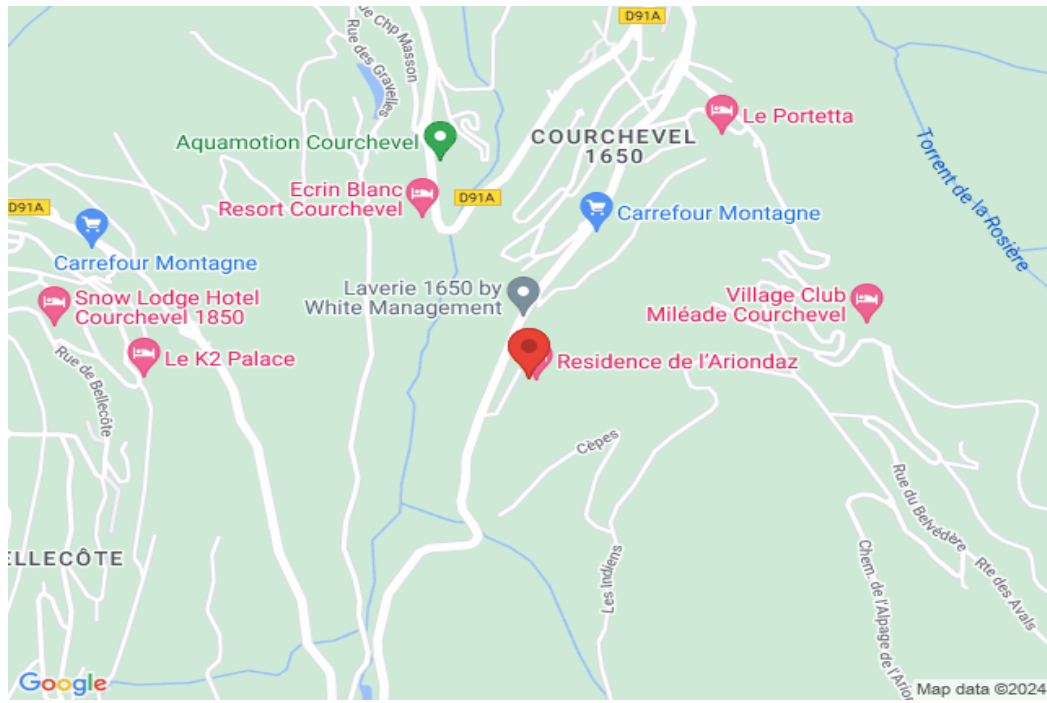 D91A
Rue Chp Masson
Rue des Gravelles
Le Portetta
Aquamotion Courchevel
COURCHEVEL
1650
Torrent de la Rosière
Ecrin Blanc
Resort Courchevel
D91A
D91A
Carrefour Montagne
Carrefour Montagne
Laverie 1650 by
White Management
Village Club
Miléade Courchevel
Snow Lodge Hotel
Courchevel 1850
Le K2 Palace
Residence de l'Ariondaz
Rue de Bellecôte
Cèpes
Rue du Belvédère
ELLECÔTE
Les Indiens
Chem. de l'Alpage de l'Arion
Rte des Avals
Google
Map data ©2024